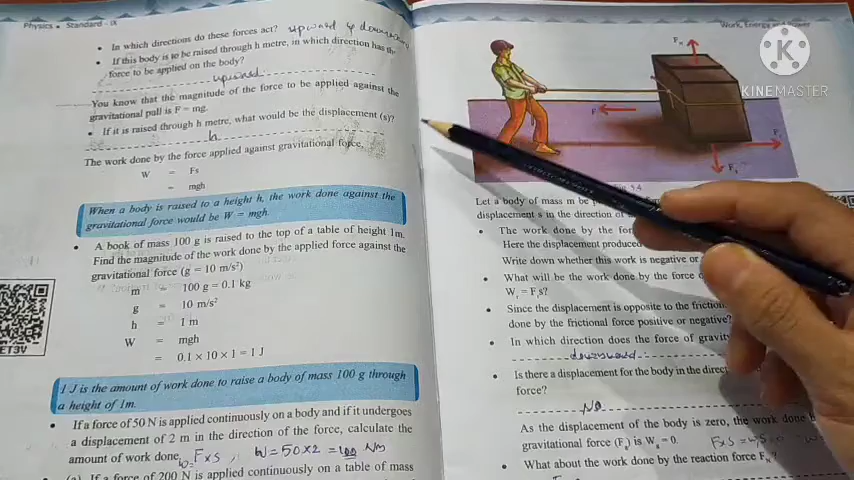 Physics - Standard - IX
• In which directions do these forces act? upward & downward
• If this body is to be raised through h metre, in which direction has the
force to be applied on the body?
upward
You know that the magnitude of the force to be applied against the
gravitational pull is F = mg.
• If it is raised through h metre, what would be the displacement (s)?
h
The work done by the force applied against gravitational force,
W = Fs
= mgh
When a body is raised to a height h, the work done against the
gravitational force would be W = mgh.
• A book of mass 100 g is raised to the top of a table of height 1m.
Find the magnitude of the work done by the applied force against the
gravitational force (g = 10 m/s²)
m = 100 g = 0.1 kg
g = 10 m/s²
h = 1 m
W = mgh
= 0.1 × 10 × 1 = 1 J
1 J is the amount of work done to raise a body of mass 100 g through
a height of 1m.
• If a force of 50 N is applied continuously on a body and if it undergoes
a displacement of 2 m in the direction of the force, calculate the
amount of work done. W = F×s, W = 50×2 = 100 Nm
(a) If a force of 200 N is applied continuously on a table of mass
ET3V
Work, Energy and Power
KINEMASTER
F
5.4
Let a body of mass m be
displacement s in the direction of
• The work done by the
Here the displacement produced
Write down whether this work is negative or
• What will be the work done by the force
• Since the displacement is opposite to the
done by the frictional force positive or negative?
• In which direction does the force of
downward
• Is there a displacement for the body in the
force?
No
As the displacement of the body is zero, the work done
gravitational force
is
= 0.
• What about the work done by the reaction force